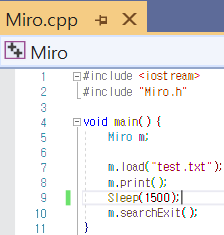 Miro.cpp
Miro
1 #include <iostream>
2 #include "Miro.h"
3
4 void main() {
5 Miro m;
6
7 m.load("test.txt");
8 m.print();
9 Sleep(1500);
10 m.searchExit();
11 }